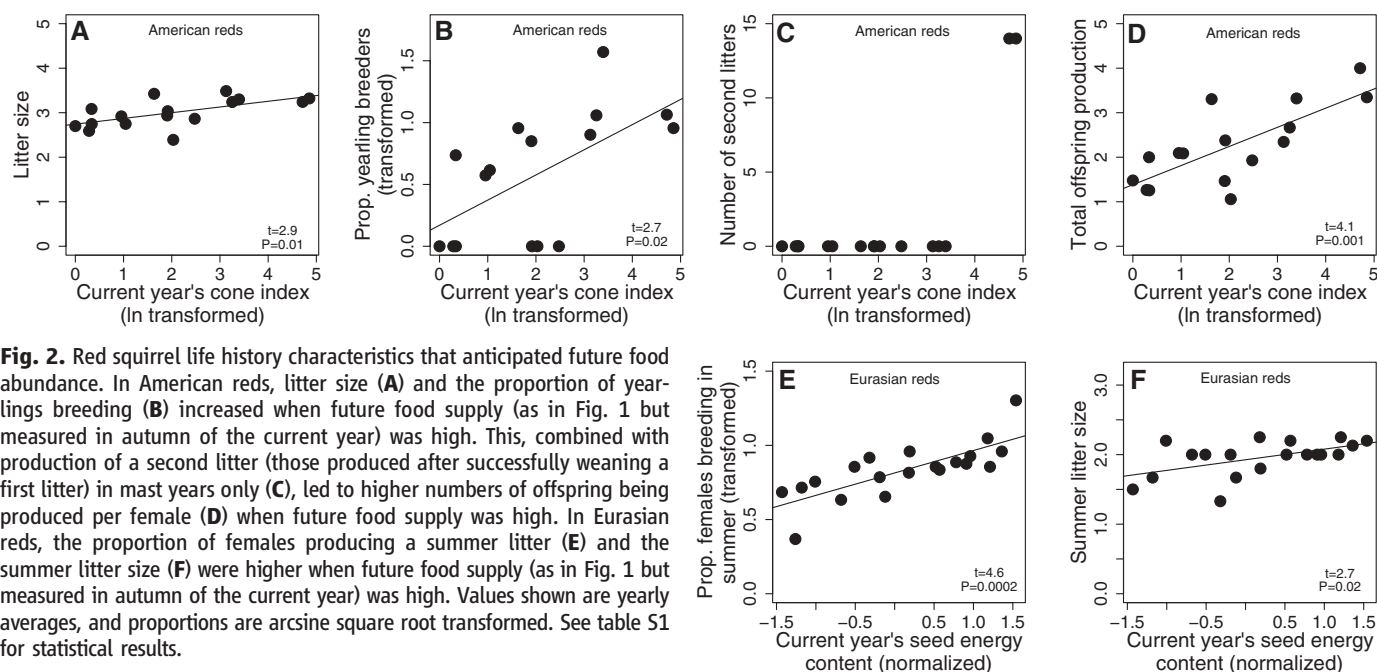 A
American reds
Litter size
5
4
3
2
1
0
t=2.9
P=0.01
0 1 2 3 4 5
Current year's cone index
(ln transformed)
B
American reds
Prop. yearling breeders
(transformed)
1.5
1.0
0.5
0.0
t=2.7
P=0.02
0 1 2 3 4 5
Current year's cone index
(ln transformed)
C
American reds
Number of second litters
15
10
5
0
0 1 2 3 4 5
Current year's cone index
(ln transformed)
D
American reds
Total offspring production
5
4
3
2
1
0
t=4.1
P=0.001
0 1 2 3 4 5
Current year's cone index
(ln transformed)
Fig. 2. Red squirrel life history characteristics that anticipated future food
abundance. In American reds, litter size (A) and the proportion of year-
lings breeding (B) increased when future food supply (as in Fig. 1 but
measured in autumn of the current year) was high. This, combined with
production of a second litter (those produced after successfully weaning a
first litter) in mast years only (C), led to higher numbers of offspring being
produced per female (D) when future food supply was high. In Eurasian
reds, the proportion of females producing a summer litter (E) and the
summer litter size (F) were higher when future food supply (as in Fig. 1 but
measured in autumn of the current year) was high. Values shown are yearly
averages, and proportions are arcsine square root transformed. See table S1
for statistical results.
E
Eurasian reds
Prop. females breeding in
summer (transformed)
1.5
1.0
0.5
0.0
t=4.6
P=0.0002
−1.5 −0.5 0.5 1.0 1.5
Current year's seed energy
content (normalized)
F
Eurasian reds
Summer litter size
3.0
2.0
1.0
0.0
t=2.7
P=0.02
−1.5 −0.5 0.5 1.0 1.5
Current year's seed energy
content (normalized)